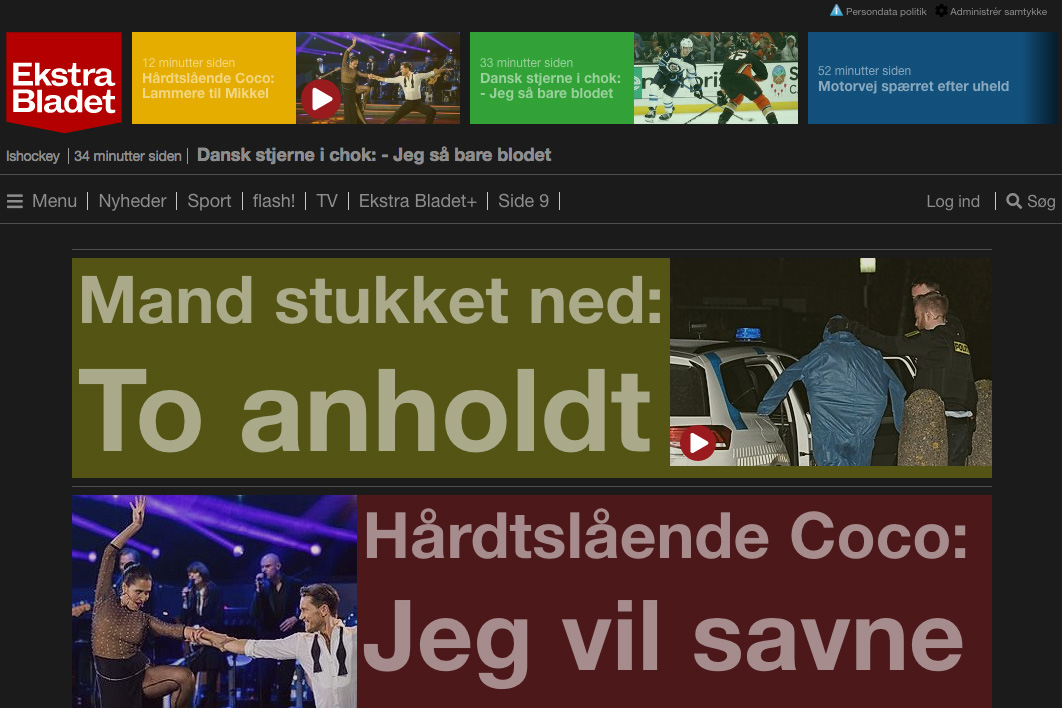 Persondata politik
Administrér samtykke
Ekstra
Bladet
12 minutter siden
Hårdtslående Coco:
Lammere til Mikkel
33 minutter siden
Dansk stjerne i chok:
- Jeg så bare blodet
52 minutter siden
Motorvej spærret efter uheld
Ishockey
34 minutter siden
Dansk stjerne i chok: - Jeg så bare blodet
Menu
Nyheder
Sport
flash!
TV
Ekstra Bladet+
Side 9
Log ind
Søg
Mand stukket ned:
To anholdt
Hårdtslående Coco:
Jeg vil savne